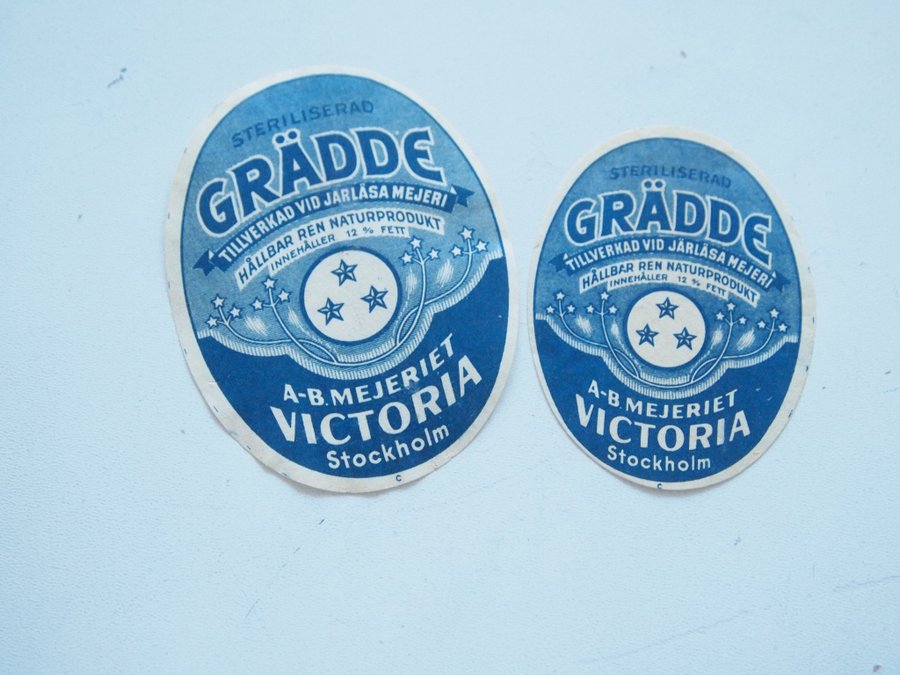 STERILISERAD
GRÄDDE
TILLVERKAD VID JÄRLÅSA MEJERI
HÅLLBAR REN NATURPRODUKT
INNEHÅLLER 12 % FETT
A-B. MEJERIET
VICTORIA
Stockholm
C
STERILISERAD
GRÄDDE
TILLVERKAD VID JÄRLÅSA MEJERI
HÅLLBAR REN NATURPRODUKT
INNEHÅLLER 12 % FETT
A-B. MEJERIET
VICTORIA
Stockholm
C